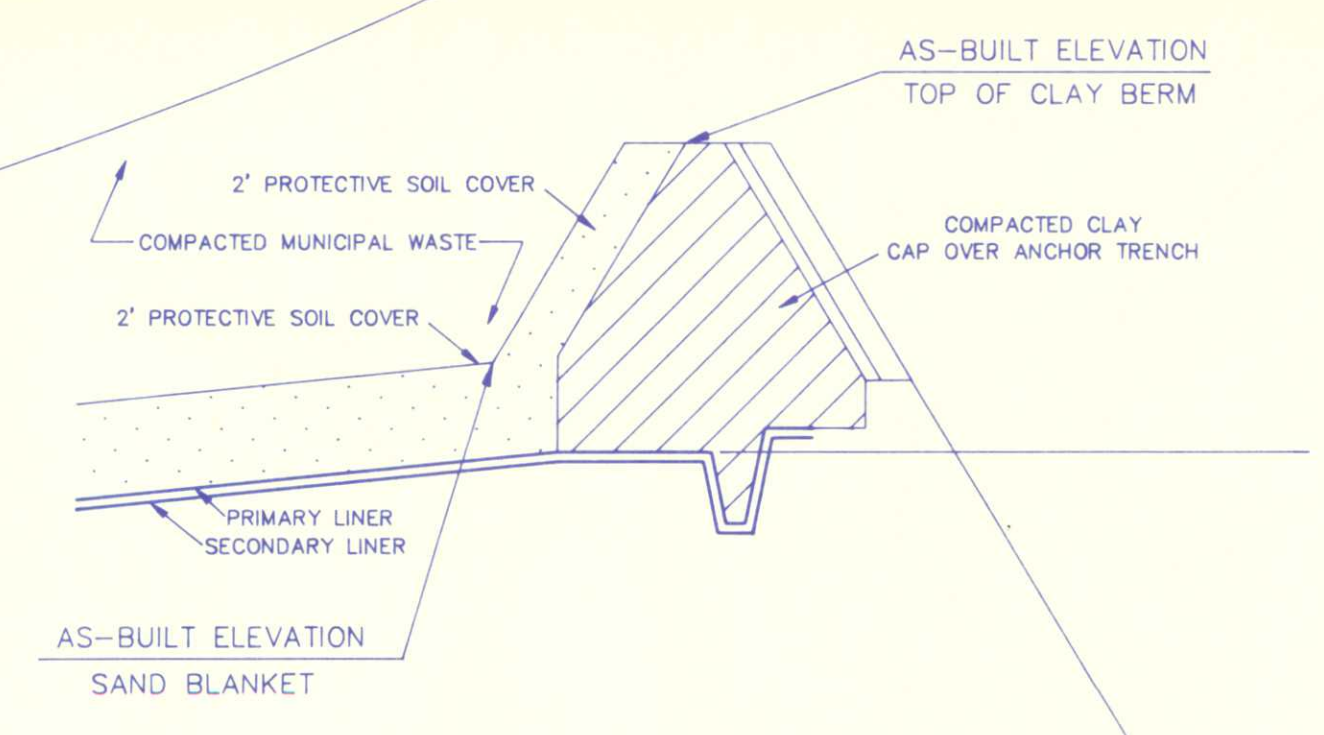 AS-BUILT ELEVATION
TOP OF CLAY BERM
2' PROTECTIVE SOIL COVER
COMPACTED MUNICIPAL WASTE
COMPACTED CLAY
CAP OVER ANCHOR TRENCH
2' PROTECTIVE SOIL COVER
PRIMARY LINER
SECONDARY LINER
AS-BUILT ELEVATION
SAND BLANKET